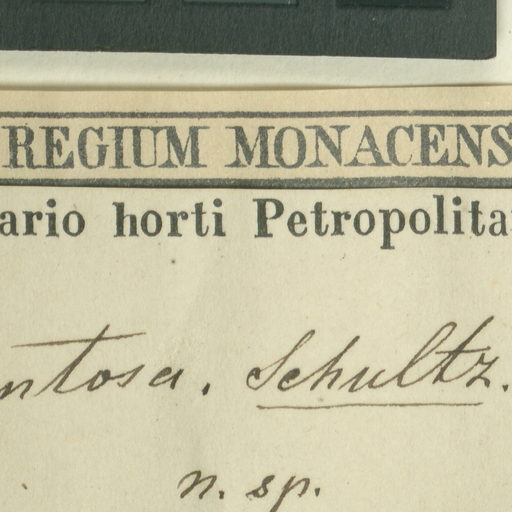 REGIUM MONACENS
ario horti Petropolita
ntosa. Schultz.
n. sp.